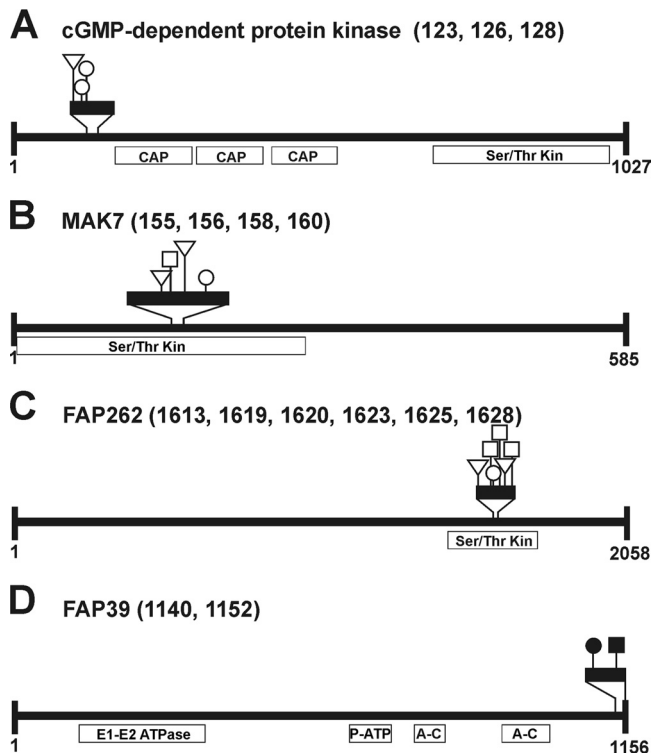 A cGMP-dependent protein kinase (123, 126, 128)
CAP CAP CAP Ser/Thr Kin
1 1027
B MAK7 (155, 156, 158, 160)
Ser/Thr Kin
1 585
C FAP262 (1613, 1619, 1620, 1623, 1625, 1628)
Ser/Thr Kin
1 2058
D FAP39 (1140, 1152)
E1-E2 ATPase P-ATP A-C A-C
1 1156